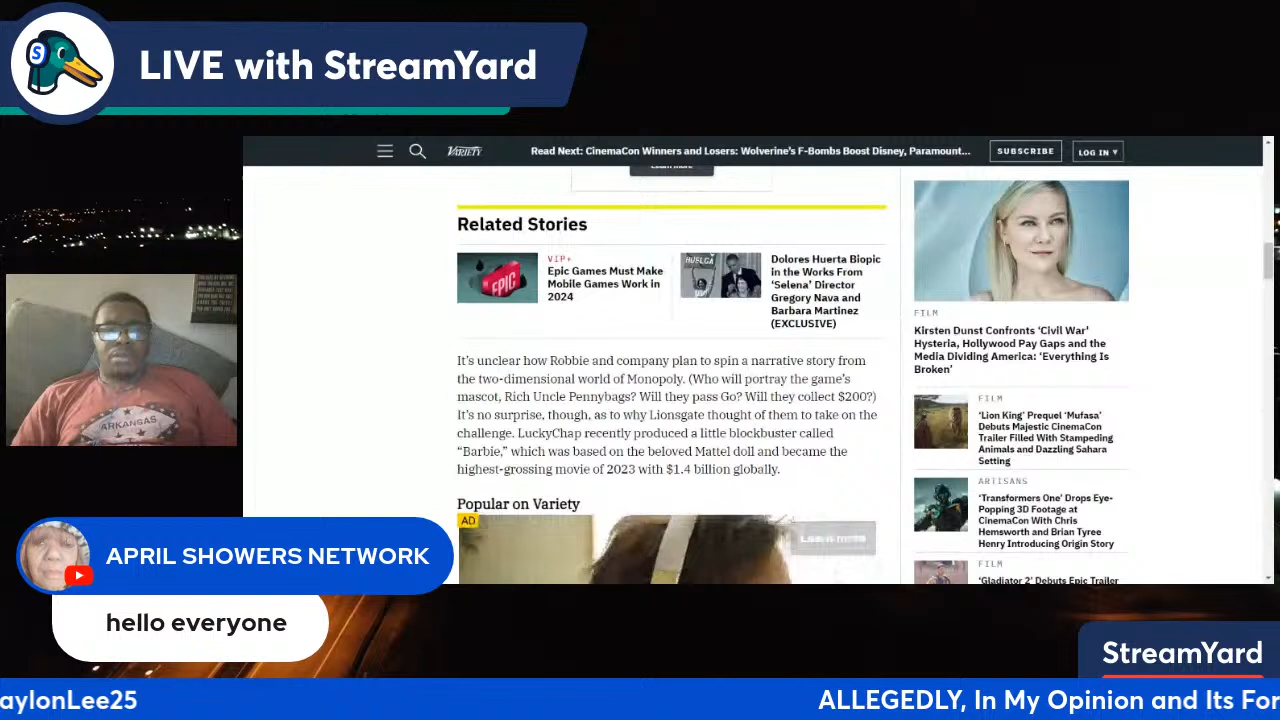 LIVE with StreamYard
VARIETY
Read Next: CinemaCon Winners and Losers: Wolverine's F-Bombs Boost Disney, Paramount...
SUBSCRIBE
LOG IN
Learn more
Related Stories
VIP+
Epic Games Must Make
Mobile Games Work in
2024
EPIC
HUELGA
Dolores Huerta Biopic
in the Works From
‘Selena’ Director
Gregory Nava and
Barbara Martinez
(EXCLUSIVE)
It’s unclear how Robbie and company plan to spin a narrative story from
the two-dimensional world of Monopoly. (Who will portray the game’s
mascot, Rich Uncle Pennybags? Will they pass Go? Will they collect $200?)
It’s no surprise, though, as to why Lionsgate thought of them to take on the
challenge. LuckyChap recently produced a little blockbuster called
“Barbie,” which was based on the beloved Mattel doll and became the
highest-grossing movie of 2023 with $1.4 billion globally.
Popular on Variety
AD
Learn more
FILM
Kirsten Dunst Confronts ‘Civil War’
Hysteria, Hollywood Pay Gaps and the
Media Dividing America: ‘Everything Is
Broken’
FILM
‘Lion King’ Prequel ‘Mufasa’
Debuts Majestic CinemaCon
Trailer Filled With Stampeding
Animals and Dazzling Sahara
Setting
ARTISANS
‘Transformers One’ Drops Eye-
Popping 3D Footage at
CinemaCon With Chris
Hemsworth and Brian Tyree
Henry Introducing Origin Story
FILM
‘Gladiator 2’ Debuts Epic Trailer
ARKANSAS
APRIL SHOWERS NETWORK
hello everyone
StreamYard
aylonLee25
ALLEGEDLY, In My Opinion and Its For